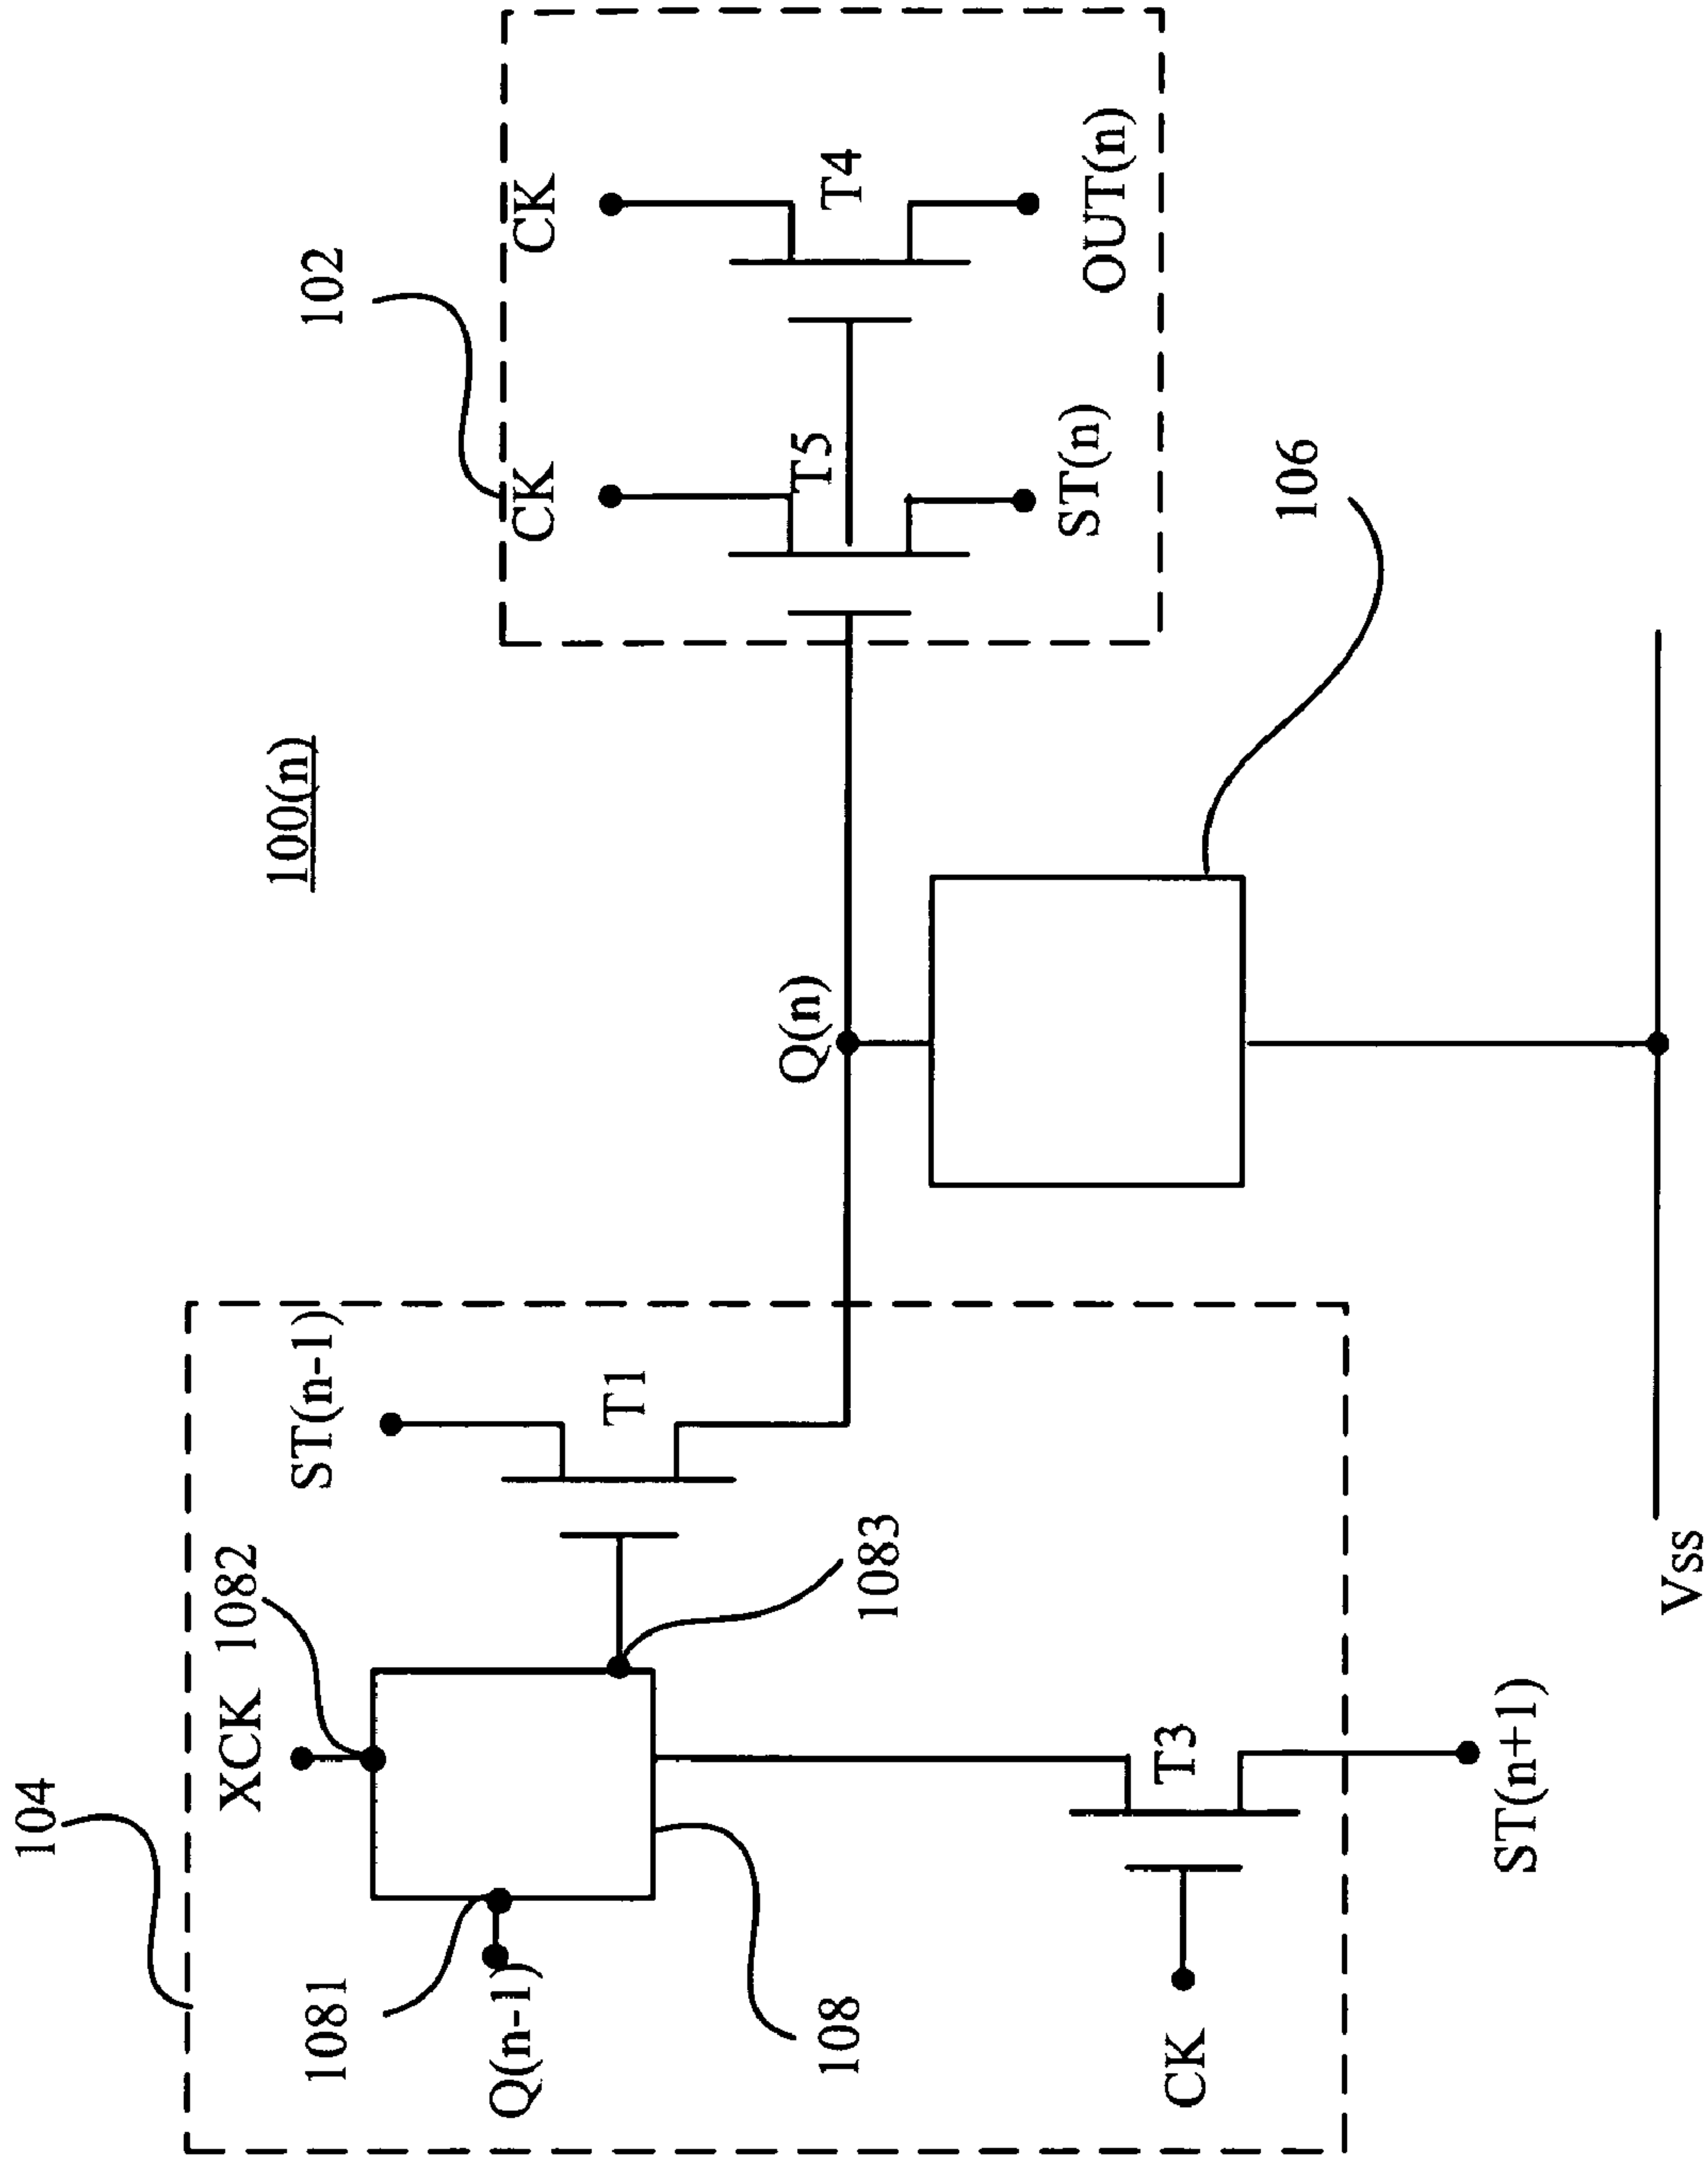 100(n)
104
102
XCK
1082
ST(n-1)
CK
CK
1081
Q(n-1)
T1
T5
T4
Q(n)
108
1083
ST(n)
OUT(n)
CK
T3
106
ST(n+1)
Vss